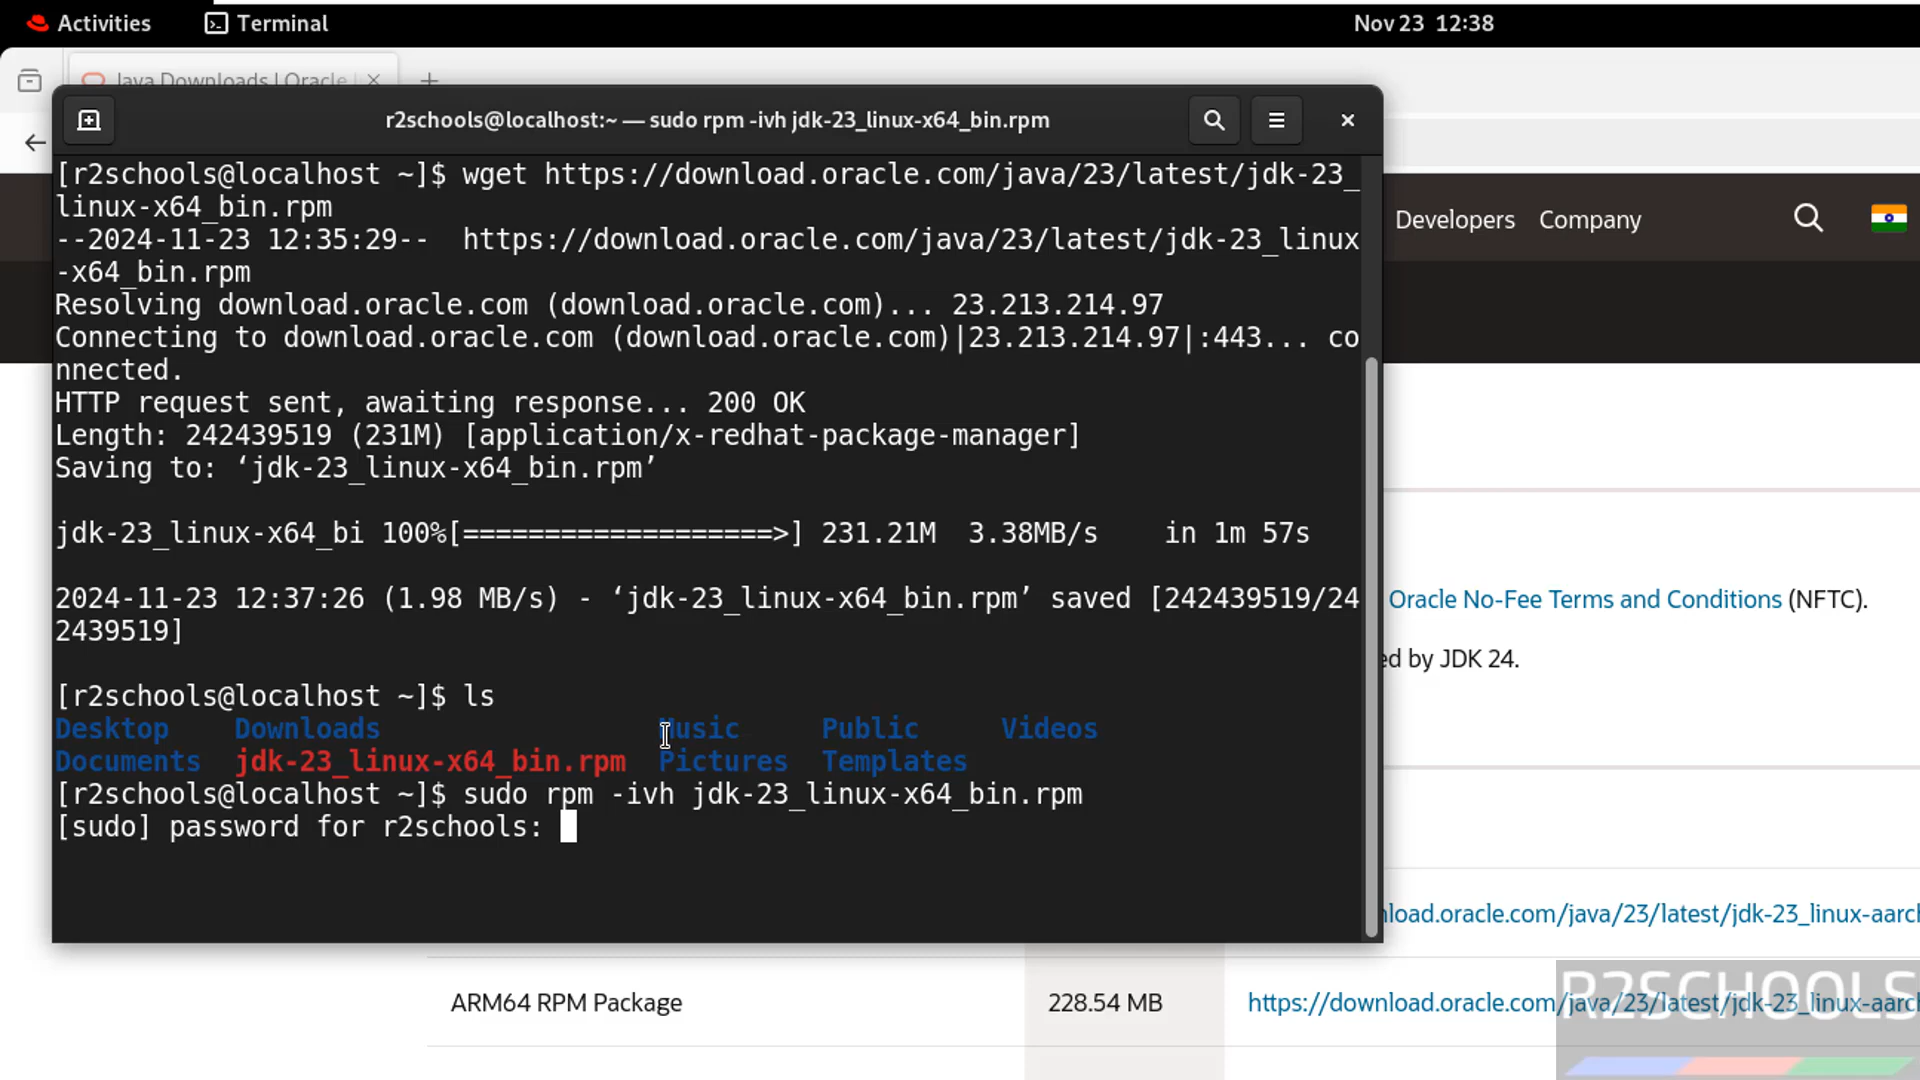 Activities Terminal Nov 23 12:38
Java Downloads | Oracle
r2schools@localhost:~ — sudo rpm -ivh jdk-23_linux-x64_bin.rpm
[r2schools@localhost ~]$ wget https://download.oracle.com/java/23/latest/jdk-23_
linux-x64_bin.rpm
--2024-11-23 12:35:29--  https://download.oracle.com/java/23/latest/jdk-23_linux
-x64_bin.rpm
Resolving download.oracle.com (download.oracle.com)... 23.213.214.97
Connecting to download.oracle.com (download.oracle.com)|23.213.214.97|:443... co
nnected.
HTTP request sent, awaiting response... 200 OK
Length: 242439519 (231M) [application/x-redhat-package-manager]
Saving to: ‘jdk-23_linux-x64_bin.rpm’
jdk-23_linux-x64_bi 100%[===================>] 231.21M  3.38MB/s    in 1m 57s
2024-11-23 12:37:26 (1.98 MB/s) - ‘jdk-23_linux-x64_bin.rpm’ saved [242439519/24
2439519]
[r2schools@localhost ~]$ ls
Desktop    Downloads                 Music     Public     Videos
Documents  jdk-23_linux-x64_bin.rpm  Pictures  Templates
[r2schools@localhost ~]$ sudo rpm -ivh jdk-23_linux-x64_bin.rpm
[sudo] password for r2schools:
Developers Company
Oracle No-Fee Terms and Conditions (NFTC).
ed by JDK 24.
nload.oracle.com/java/23/latest/jdk-23_linux-aarc
ARM64 RPM Package 228.54 MB https://download.oracle.com/java/23/latest/jdk-23_linux-aarc
R2SCHOOLS